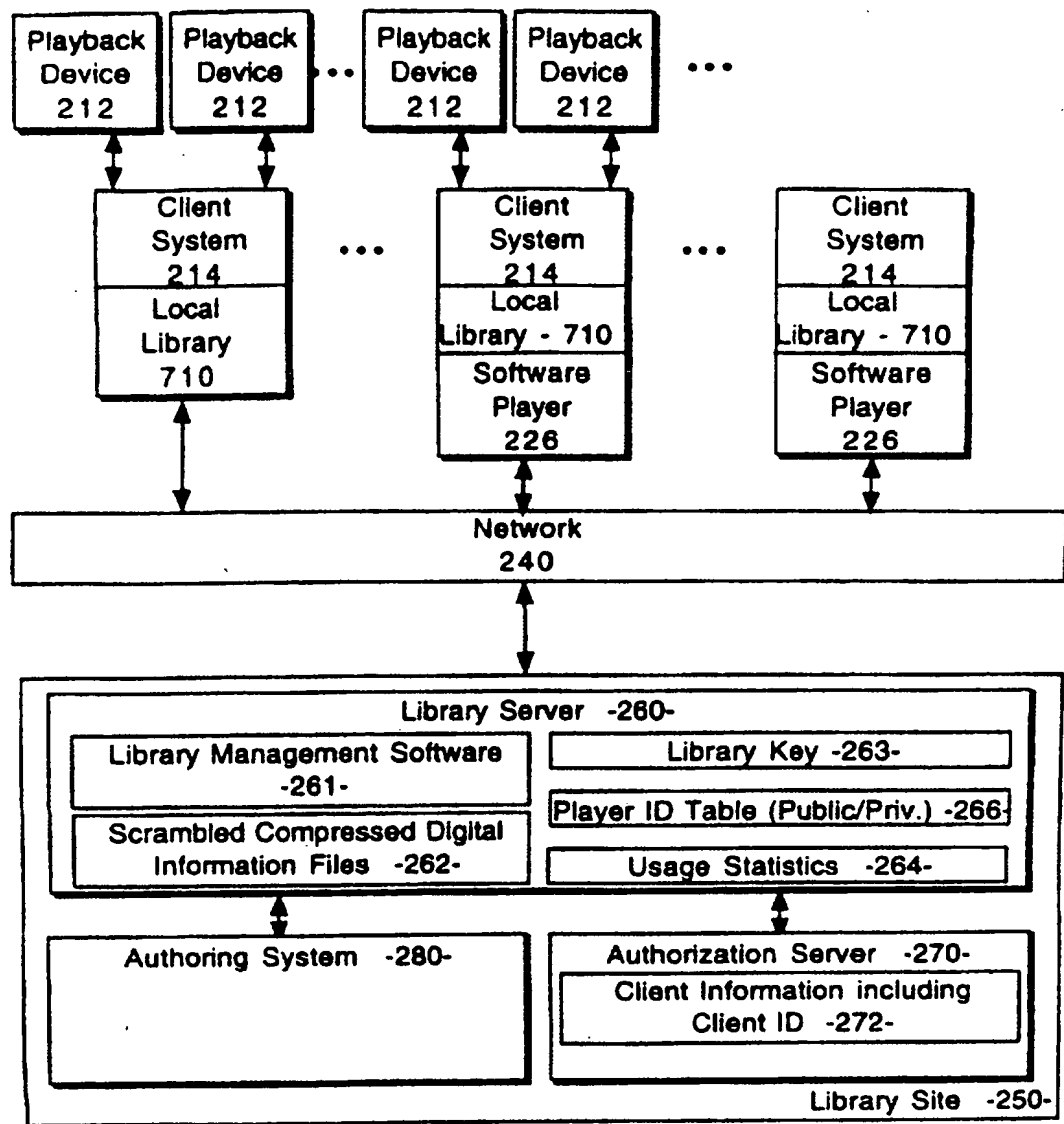 Playback Device 212
Playback Device 212
...
Playback Device 212
Playback Device 212
...
Client System 214
Local Library 710
...
Client System 214
Local Library - 710
Software Player 226
...
Client System 214
Local Library - 710
Software Player 226
Network
240
Library Server -260-
Library Management Software
-261-
Scrambled Compressed Digital
Information Files -262-
Library Key -263-
Player ID Table (Public/Priv.) -266-
Usage Statistics -264-
Authoring System -280-
Authorization Server -270-
Client Information including
Client ID -272-
Library Site -250-